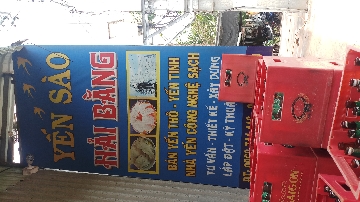 YẾN SÀO
HẢI BẰNG
BÁN YẾN THÔ - YẾN TINH
NHÀ YẾN CÔNG NGHỆ SẠCH
TƯ VẤN - THIẾT KẾ - XÂY DỰNG
LẮP ĐẶT - KỸ THUẬT